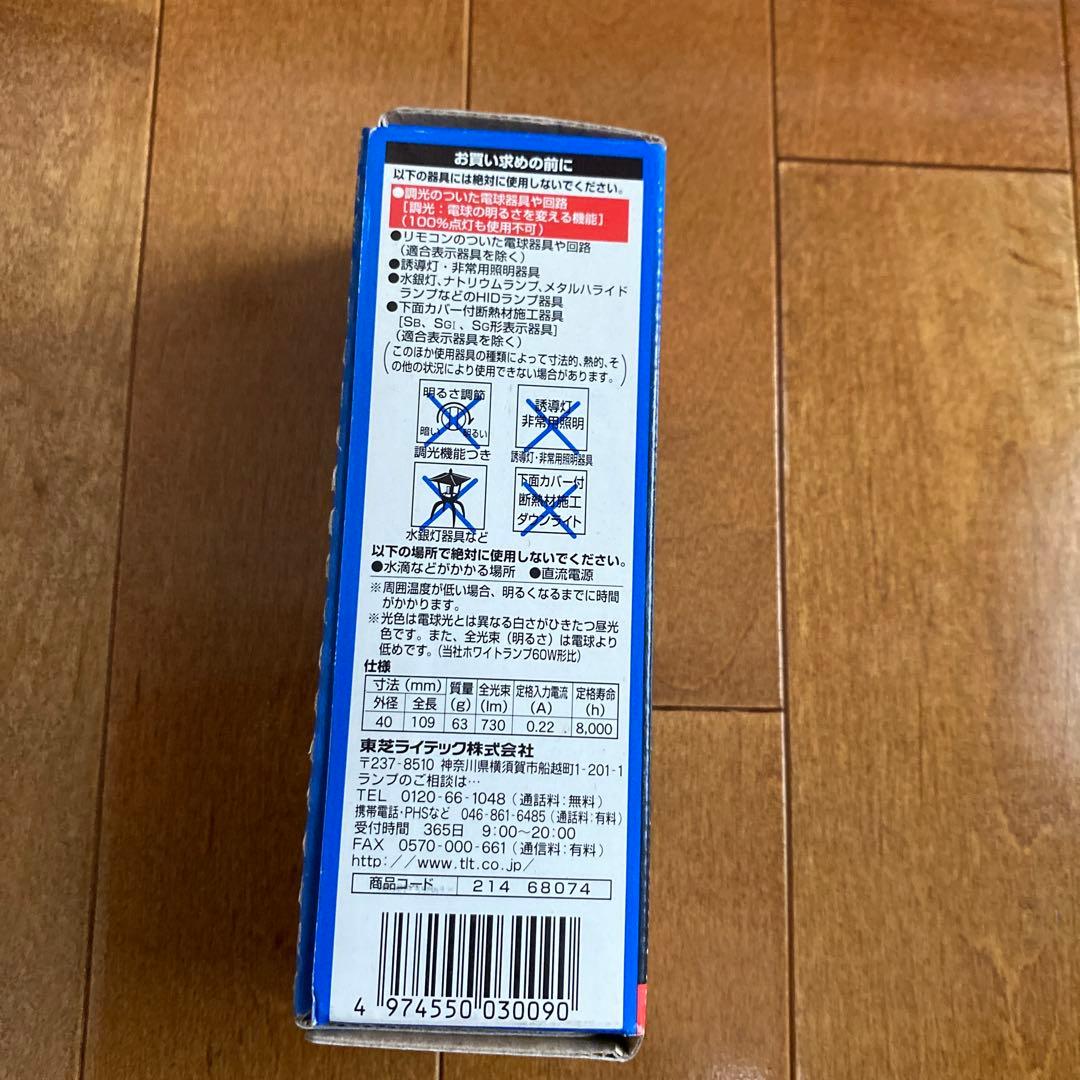 お買い求めの前に
以下の器具には絶対に使用しないでください。
●調光のついた電球器具や回路
[調光：電球の明るさを変える機能]
(100%点灯も使用不可)
●リモコンのついた電球器具や回路
(適合表示器具を除く)
●誘導灯・非常用照明器具
●水銀灯、ナトリウムランプ、メタルハライド
ランプなどのHIDランプ器具
●下面カバー付断熱材施工器具
[SB、SGI、SG形表示器具]
(適合表示器具を除く)
(このほか使用器具の種類によって寸法的、熱的、そ
の他の状況により使用できない場合があります。)
明るさ調節
暗い 明るい
調光機能つき
誘導灯
非常用照明
誘導灯・非常用照明器具
水銀灯器具など
下面カバー付
断熱材施工
ダウンライト
以下の場所で絶対に使用しないでください。
●水滴などがかかる場所 ●直流電源
※周囲温度が低い場合、明るくなるまでに時間
がかかります。
※光色は電球光とは異なる白さがひきたつ昼光
色です。また、全光束(明るさ)は電球より
低めです。(当社ホワイトランプ60W形比)
仕様
寸法(mm) 質量(g) 全光束(lm) 定格入力電流(A) 定格寿命(h)
外径 全長
40 109 63 730 0.22 8,000
東芝ライテック株式会社
〒237-8510 神奈川県横須賀市船越町1-201-1
ランプのご相談は…
TEL 0120-66-1048(通話料:無料)
携帯電話・PHSなど 046-861-6485(通話料:有料)
受付時間 365日 9:00～20:00
FAX 0570-000-661(通信料:有料)
http://www.tlt.co.jp/
商品コード 214 68074
4 974550 030090